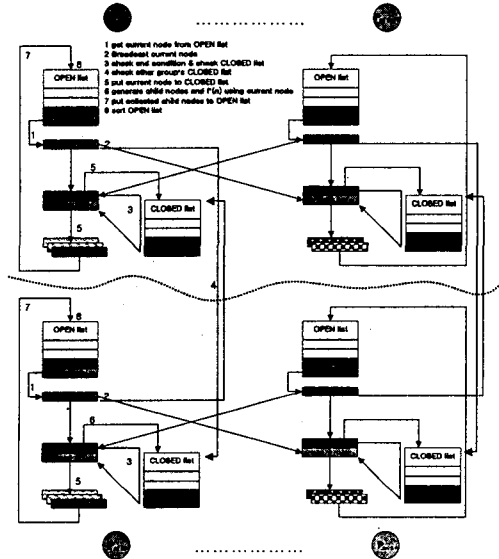 7
8
1 get current node from OPEN list
2 Broadcast current node
3 check end condition & check CLOSED list
4 check other group's CLOSED list
5 put current node to CLOSED list
6 generate child nodes and f'(n) using current node
7 put collected child nodes to OPEN list
8 sort OPEN list
OPEN list
OPEN list
1
2
5
3
CLOSED list
CLOSED list
5
4
7
8
OPEN list
OPEN list
1
2
6
3
CLOSED list
CLOSED list
5